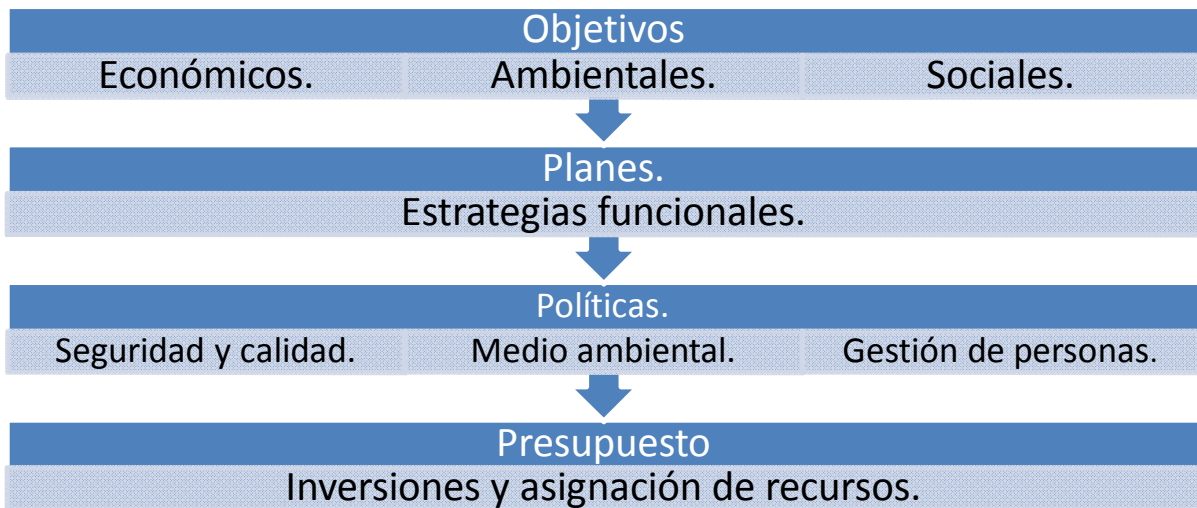 Objetivos
Económicos. Ambientales. Sociales.
Planes.
Estrategias funcionales.
Políticas.
Seguridad y calidad. Medio ambiental. Gestión de personas.
Presupuesto
Inversiones y asignación de recursos.